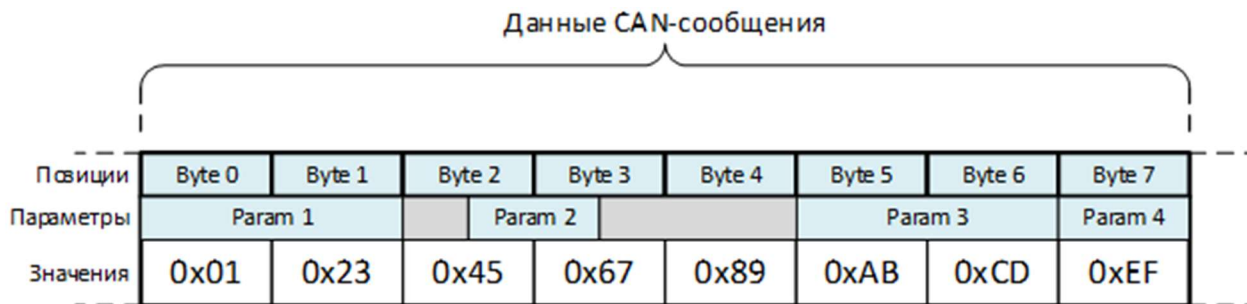 Данные CAN-сообщения
Позиции Byte 0 Byte 1 Byte 2 Byte 3 Byte 4 Byte 5 Byte 6 Byte 7
Параметры Param 1 Param 2 Param 3 Param 4
Значения 0x01 0x23 0x45 0x67 0x89 0xAB 0xCD 0xEF